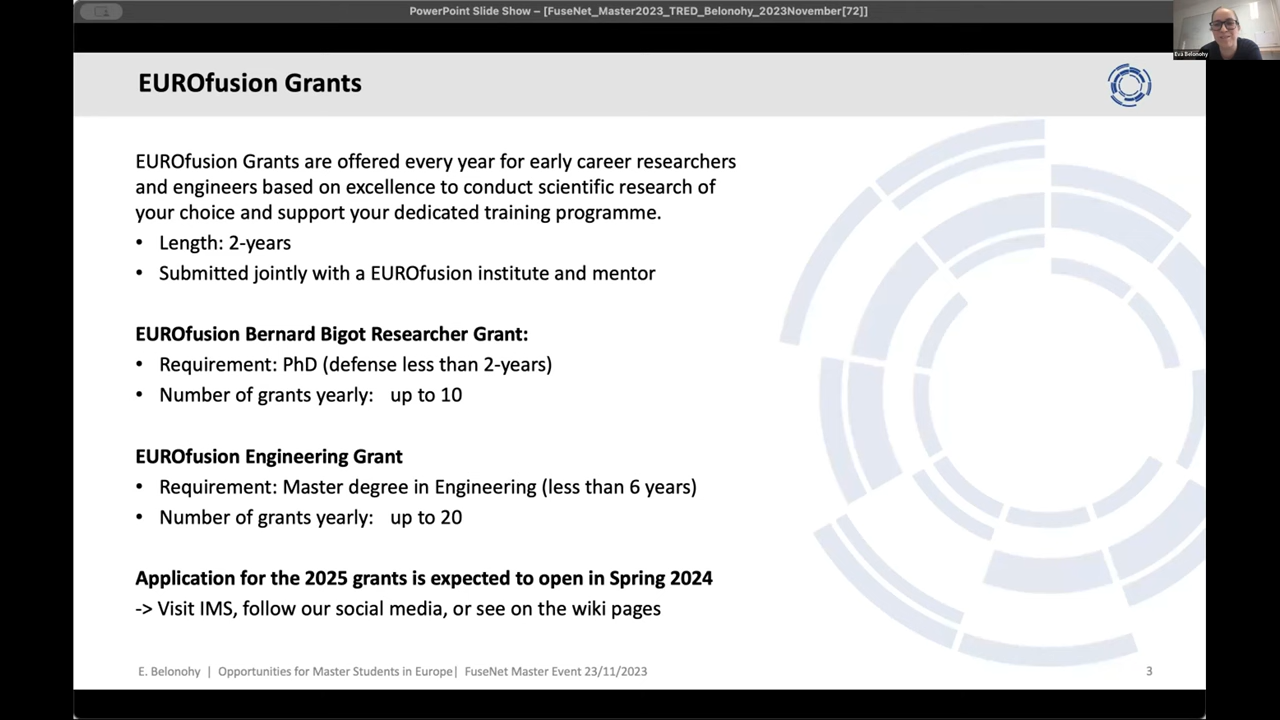 PowerPoint Slide Show – [FuseNet_Master2023_TRED_Belonohy_2023November[72]]
Eva Belonohy
EUROfusion Grants
EUROfusion Grants are offered every year for early career researchers
and engineers based on excellence to conduct scientific research of
your choice and support your dedicated training programme.
• Length: 2-years
• Submitted jointly with a EUROfusion institute and mentor
EUROfusion Bernard Bigot Researcher Grant:
• Requirement: PhD (defense less than 2-years)
• Number of grants yearly: up to 10
EUROfusion Engineering Grant
• Requirement: Master degree in Engineering (less than 6 years)
• Number of grants yearly: up to 20
Application for the 2025 grants is expected to open in Spring 2024
-> Visit IMS, follow our social media, or see on the wiki pages
E. Belonohy | Opportunities for Master Students in Europe| FuseNet Master Event 23/11/2023
3